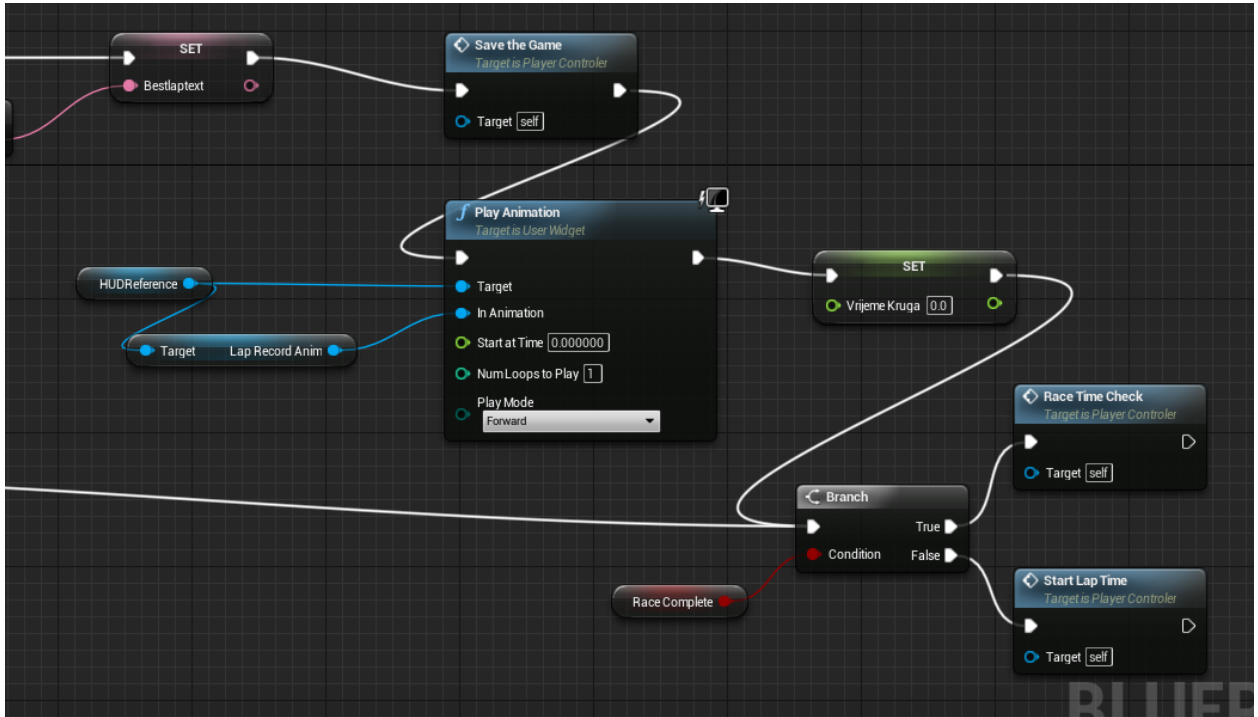 SET
Bestlaptext
Save the Game
Target is Player Controler
Target self
Play Animation
Target is User Widget
HUDReference
Target
In Animation
Target Lap Record Anim
Start at Time 0.000000
Num Loops to Play 1
Play Mode
Forward
SET
Vrijeme Kruga 0.0
Race Time Check
Target is Player Controler
Target self
Branch
True
Condition False
Race Complete
Start Lap Time
Target is Player Controler
Target self
BLUEP